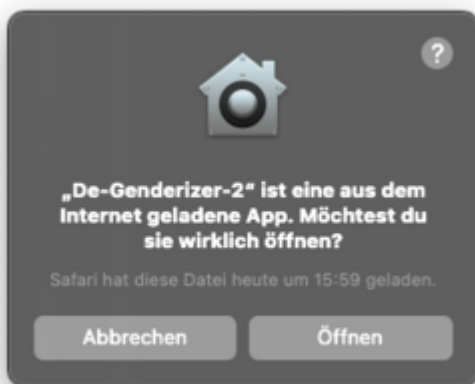 ?
„De-Genderizer-2“ ist eine aus dem
Internet geladene App. Möchtest du
sie wirklich öffnen?
Safari hat diese Datei heute um 15:59 geladen.
Abbrechen
Öffnen